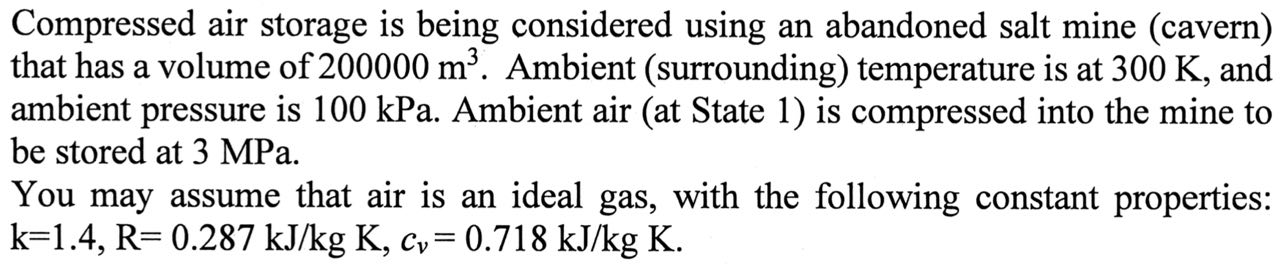 Compressed air storage is being considered using an abandoned salt mine (cavern)
that has a volume of 200000 m³. Ambient (surrounding) temperature is at 300 K, and
ambient pressure is 100 kPa. Ambient air (at State 1) is compressed into the mine to
be stored at 3 MPa.
You may assume that air is an ideal gas, with the following constant properties:
k=1.4, R= 0.287 kJ/kg K, cᵥ= 0.718 kJ/kg K.